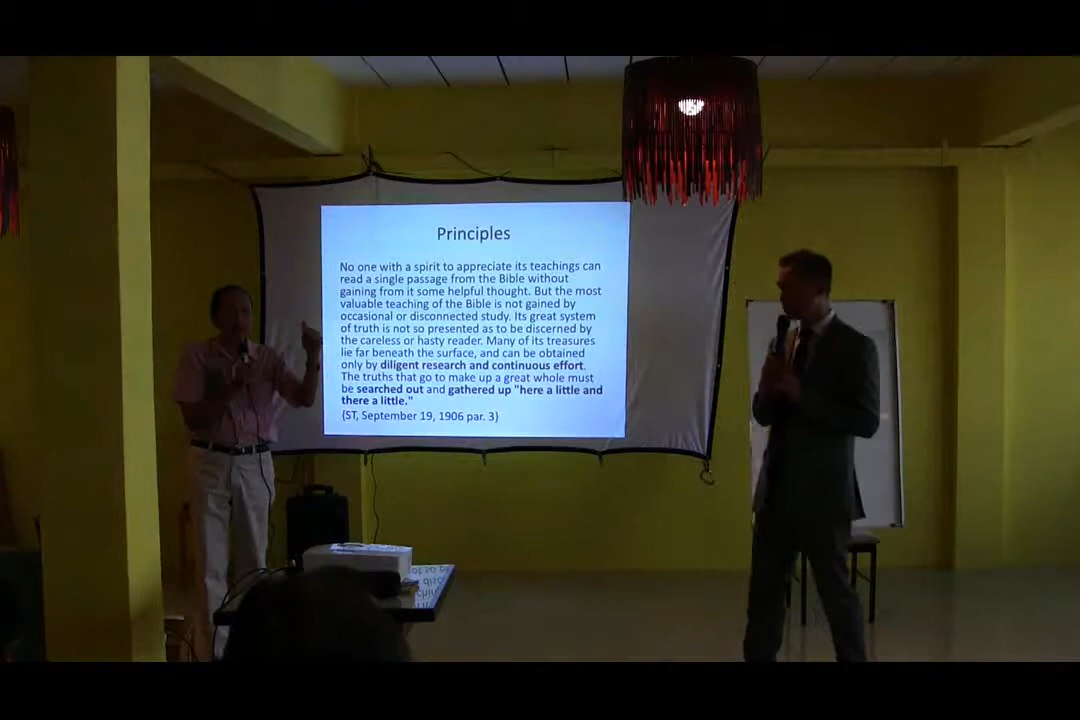 Principles
No one with a spirit to appreciate its teachings can
read a single passage from the Bible without
gaining from it some helpful thought. But the most
valuable teaching of the Bible is not gained by
occasional or disconnected study. Its great system
of truth is not so presented as to be discerned by
the careless or hasty reader. Many of its treasures
lie far beneath the surface, and can be obtained
only by diligent research and continuous effort.
The truths that go to make up a great whole must
be searched out and gathered up "here a little and
there a little."
{ST, September 19, 1906 par. 3}